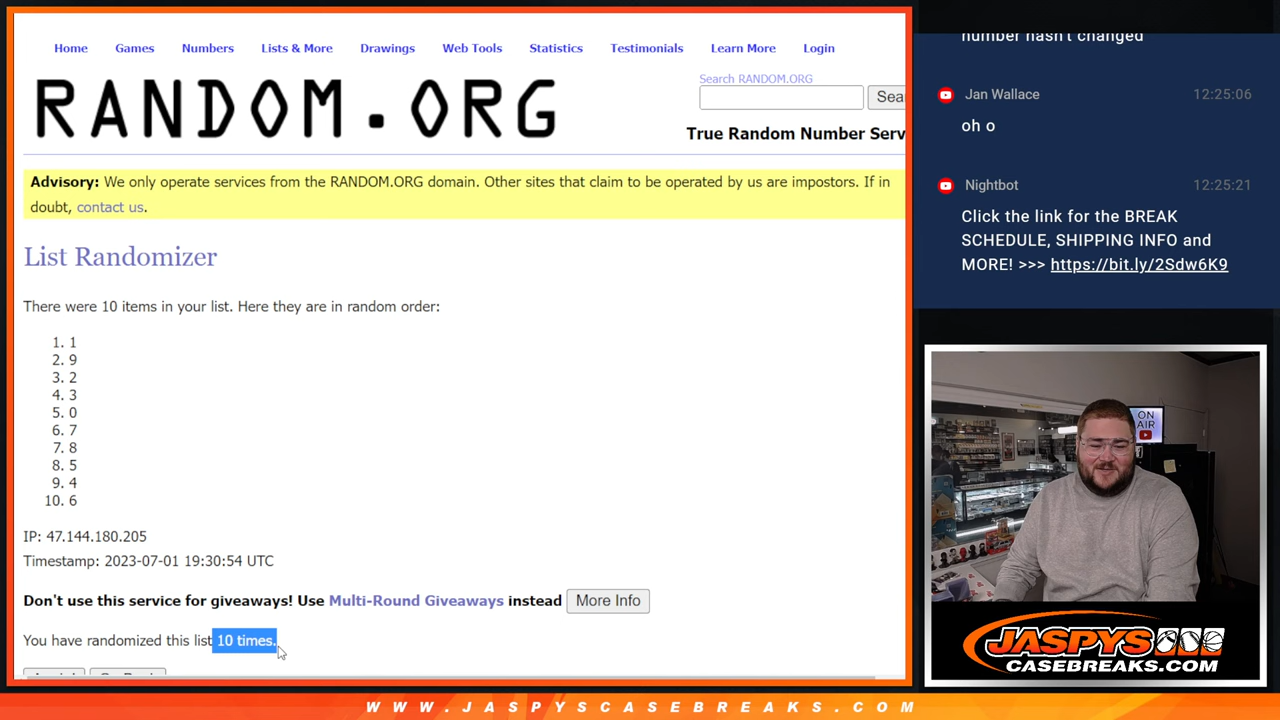 Home Games Numbers Lists & More Drawings Web Tools Statistics Testimonials Learn More Login
RANDOM.ORG
Search RANDOM.ORG
Sea
True Random Number Serv
Advisory: We only operate services from the RANDOM.ORG domain. Other sites that claim to be operated by us are impostors. If in
doubt, contact us.
List Randomizer
There were 10 items in your list. Here they are in random order:
1. 1
2. 9
3. 2
4. 3
5. 0
6. 7
7. 8
8. 5
9. 4
10. 6
IP: 47.144.180.205
Timestamp: 2023-07-01 19:30:54 UTC
Don't use this service for giveaways! Use Multi-Round Giveaways instead More Info
You have randomized this list 10 times.
number hasn't changed
Jan Wallace 12:25:06
oh o
Nightbot 12:25:21
Click the link for the BREAK
SCHEDULE, SHIPPING INFO and
MORE! >>> https://bit.ly/2Sdw6K9
ON
AIR
JASPYS
CASEBREAKS.COM
WWW.JASPYSCASEBREAKS.COM